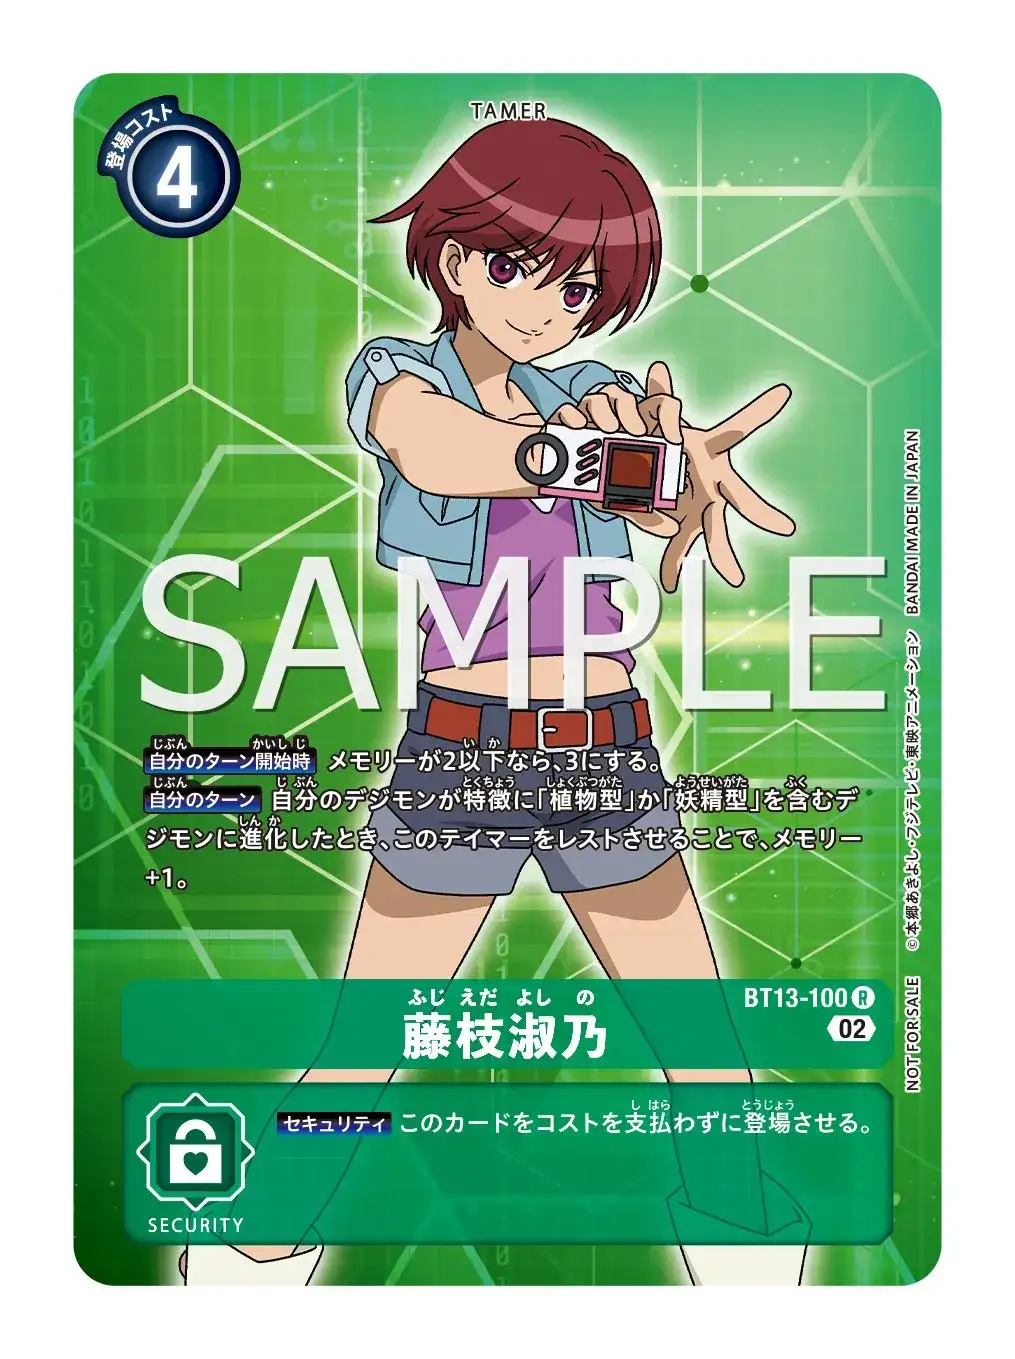 TAMER
登場コスト
4
SAMPLE
自分のターン開始時 メモリーが2以下なら、3にする。
自分のターン 自分のデジモンが特徴に「植物型」か「妖精型」を含むデ
ジモンに進化したとき、このテイマーをレストさせることで、メモリー
+1。
ふじ えだ よし の
藤枝淑乃
BT13-100 R
02
セキュリティ このカードをコストを支払わずに登場させる。
SECURITY
NOT FOR SALE ©本郷あきよし・フジテレビ・東映アニメーション BANDAI MADE IN JAPAN